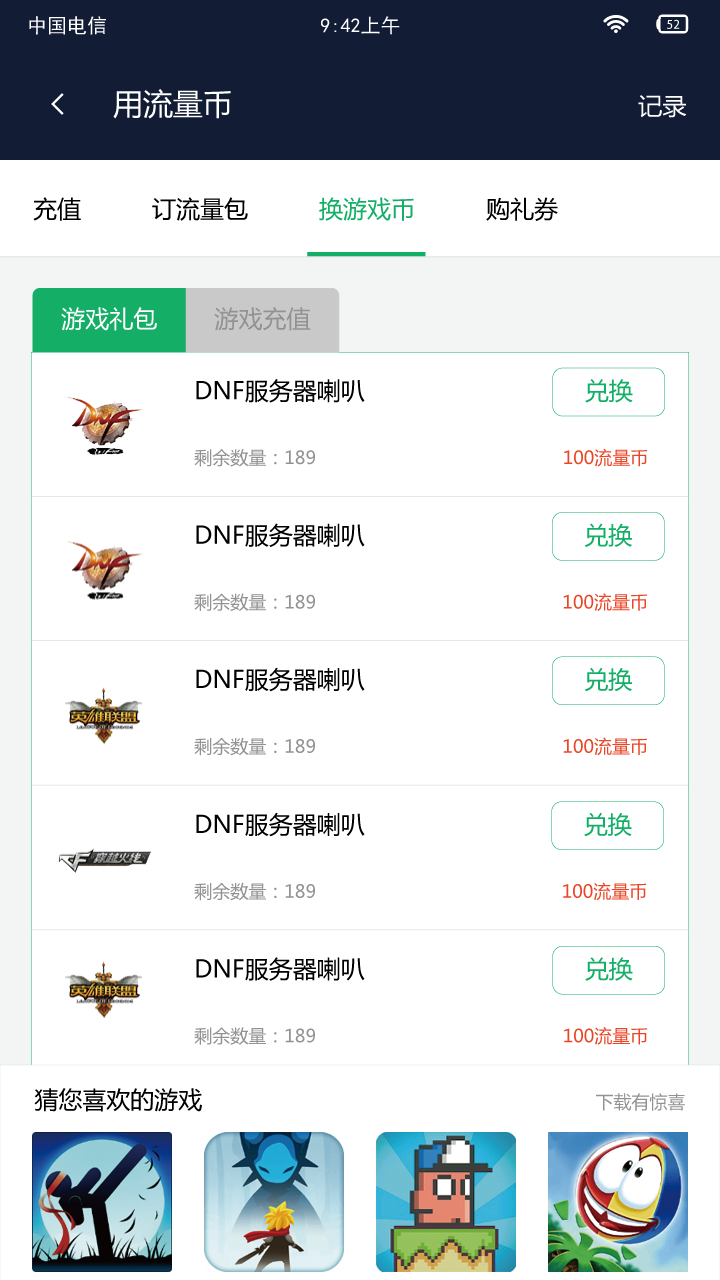 中国电信
9:42上午
52
用流量币
记录
充值
订流量包
换游戏币
购礼券
游戏礼包
游戏充值
DNF
DNF服务器喇叭
兑换
剩余数量：189
100流量币
DNF
DNF服务器喇叭
兑换
剩余数量：189
100流量币
英雄联盟
DNF服务器喇叭
兑换
剩余数量：189
100流量币
CF 穿越火线
DNF服务器喇叭
兑换
剩余数量：189
100流量币
英雄联盟
DNF服务器喇叭
兑换
剩余数量：189
100流量币
猜您喜欢的游戏
下载有惊喜